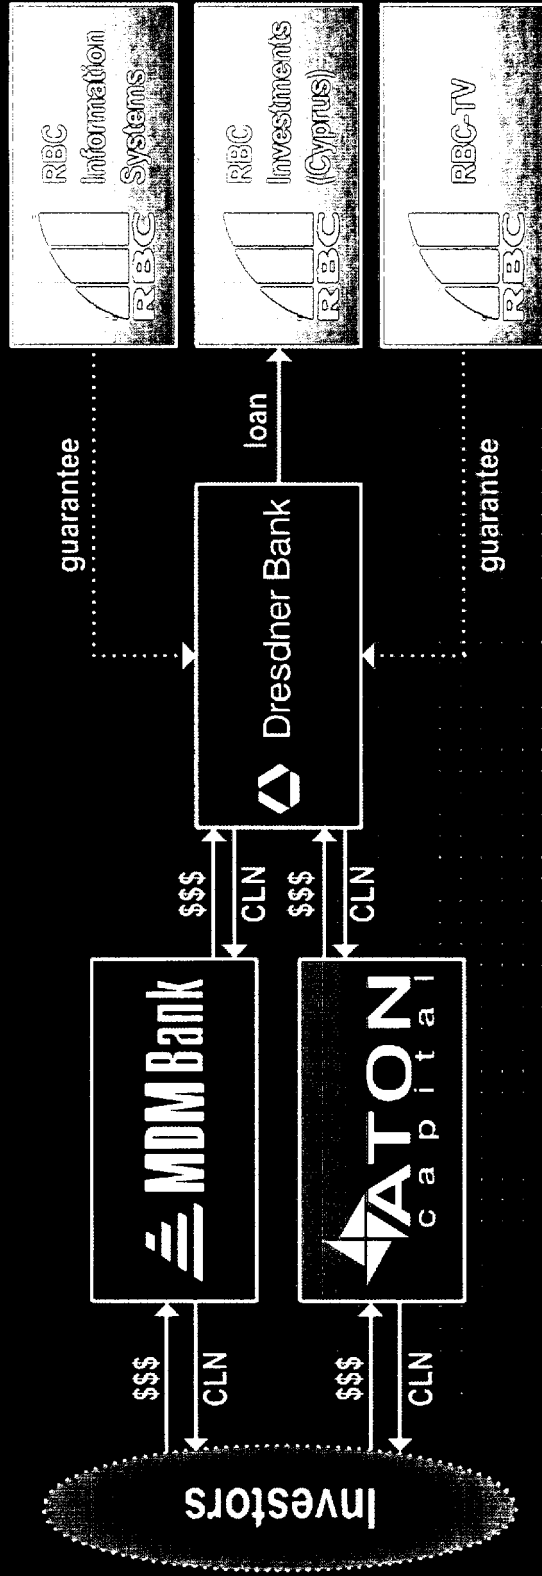 Investors
$$$
CLN
$$$
CLN
MDM Bank
ATON
capital
$$$
CLN
$$$
CLN
Dresdner Bank
guarantee
loan
guarantee
RBC
RBC
Information
Systems
RBC
RBC
Investments
(Cyprus)
RBC
RBC-TV